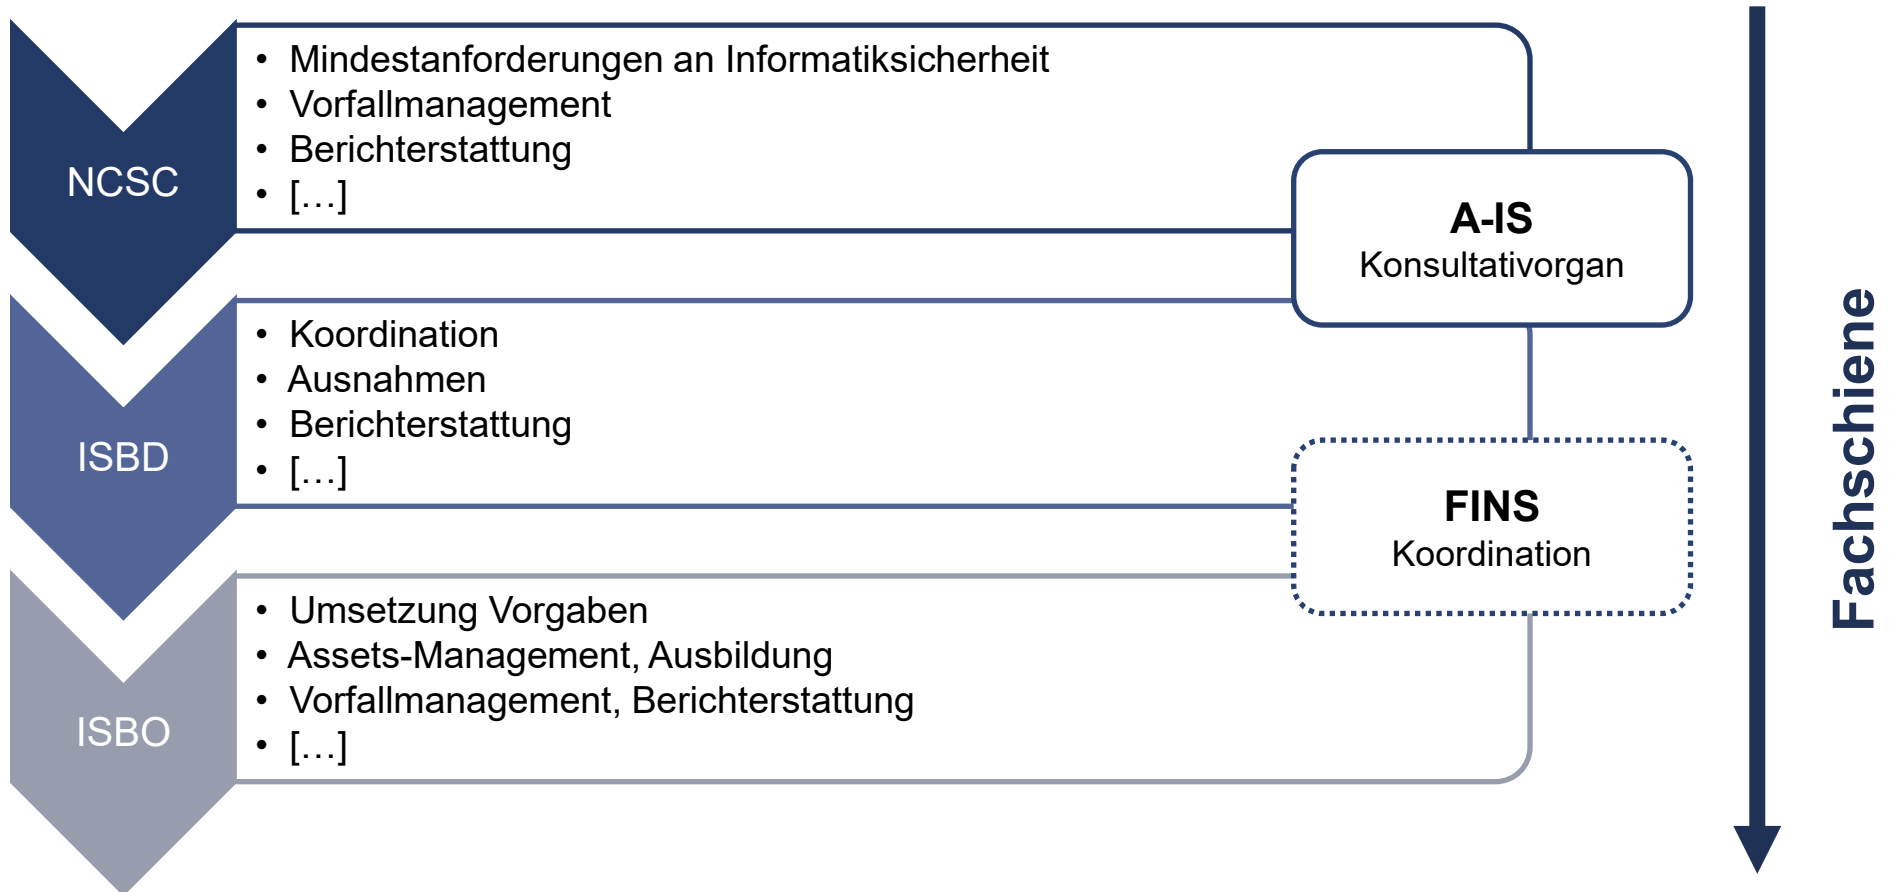 NCSC
• Mindestanforderungen an Informatiksicherheit
• Vorfallmanagement
• Berichterstattung
• […]
A-IS
Konsultativorgan
ISBD
• Koordination
• Ausnahmen
• Berichterstattung
• […]
FINS
Koordination
ISBO
• Umsetzung Vorgaben
• Assets-Management, Ausbildung
• Vorfallmanagement, Berichterstattung
• […]
Fachschiene